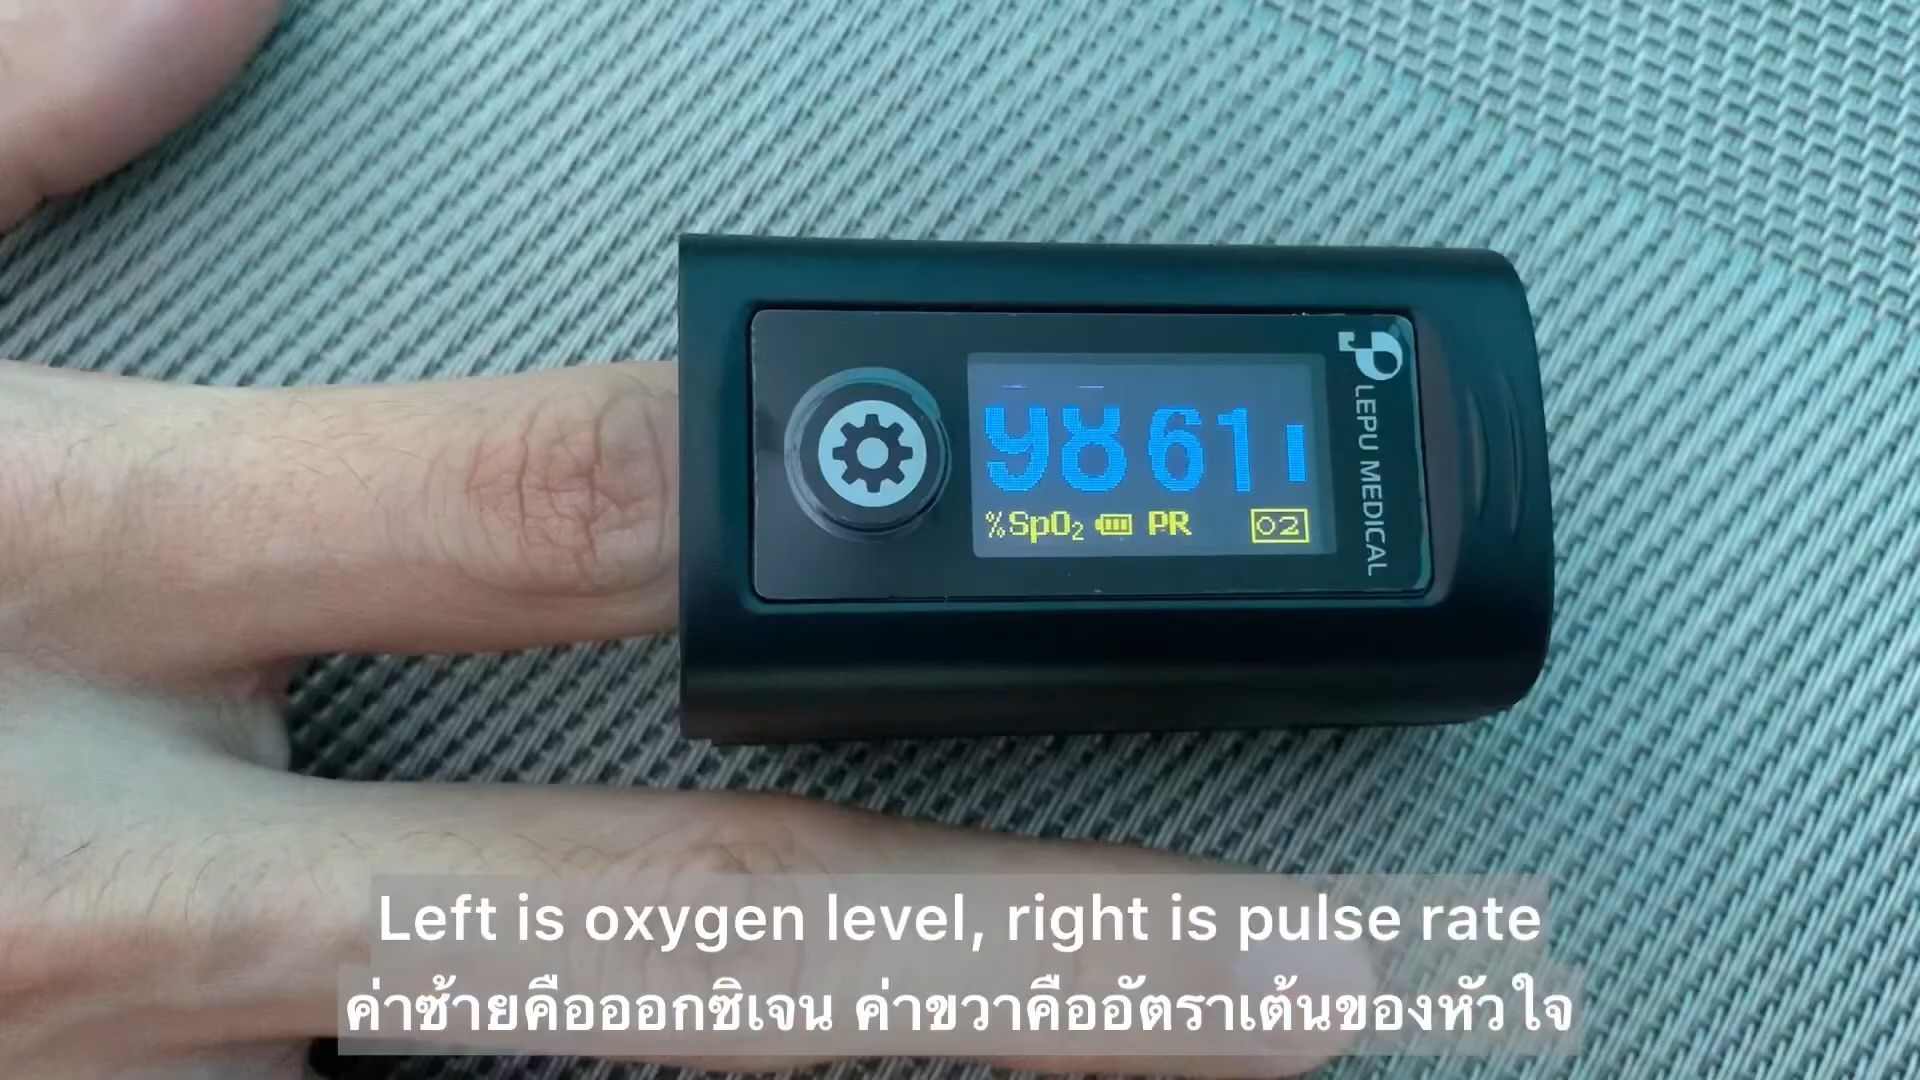 98 61
%SpO₂ PR 02
LEPU MEDICAL
Left is oxygen level, right is pulse rate
ค่าซ้ายคือออกซิเจน ค่าขวาคืออัตราเต้นของหัวใจ